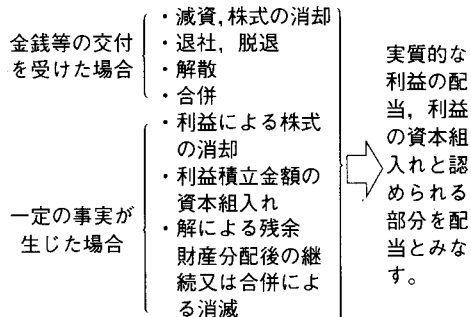 金銭等の交付
を受けた場合
・減資,株式の消却
・退社，脱退
・解散
・合併
一定の事実が
生じた場合
・利益による株式
の消却
・利益積立金額の
資本組入れ
・解による残余
財産分配後の継
続又は合併によ
る消滅
実質的な
利益の配
当，利益
の資本組
入れと認
められる
部分を配
当とみな
す。